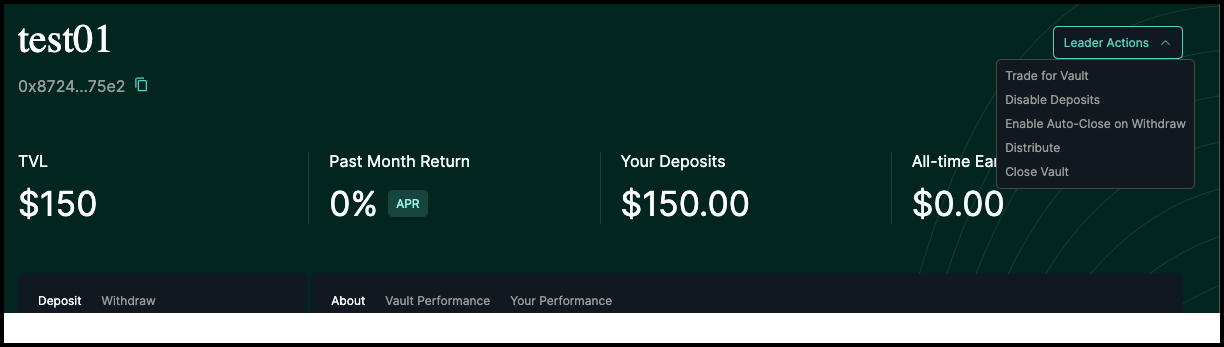 test01
Leader Actions
0x8724...75e2
Trade for Vault
Disable Deposits
Enable Auto-Close on Withdraw
Distribute
Close Vault
TVL
$150
Past Month Return
0% APR
Your Deposits
$150.00
All-time Ea
$0.00
Deposit Withdraw
About Vault Performance Your Performance